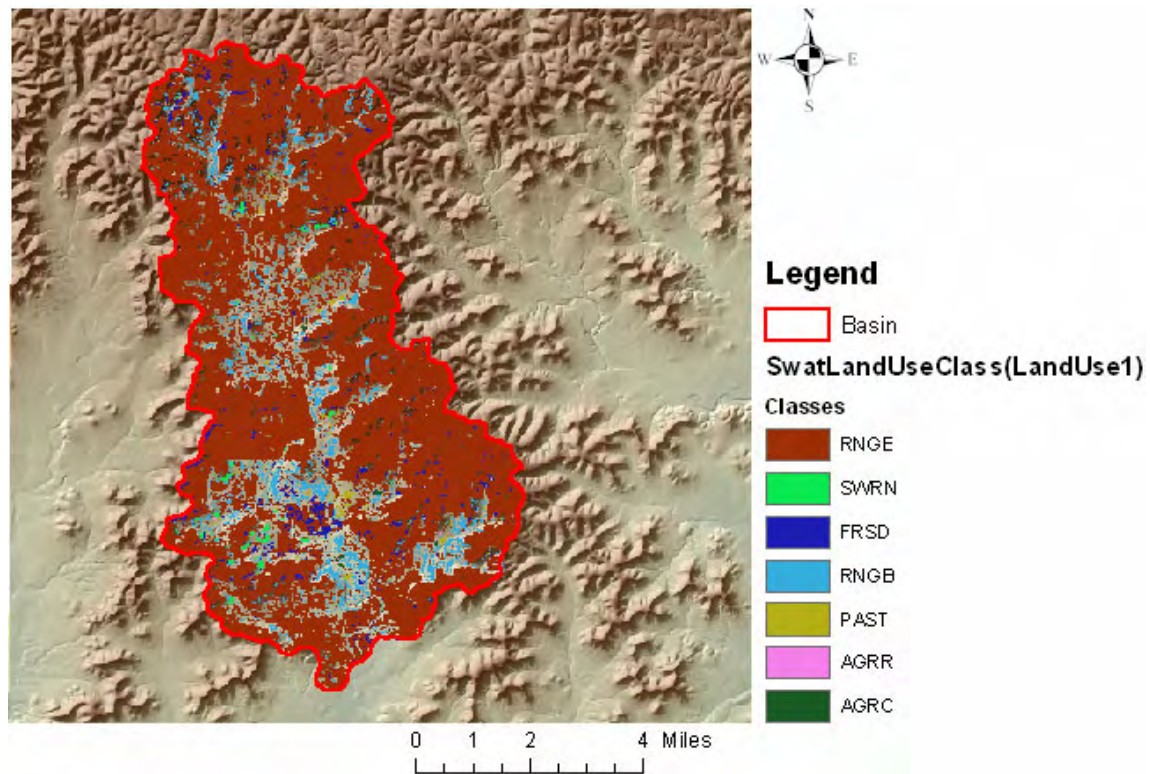 N
W E
S
Legend
Basin
SwatLandUseClass(LandUse1)
Classes
RNGE
SWRN
FRSD
RNGB
PAST
AGRR
AGRC
0 1 2 4 Miles